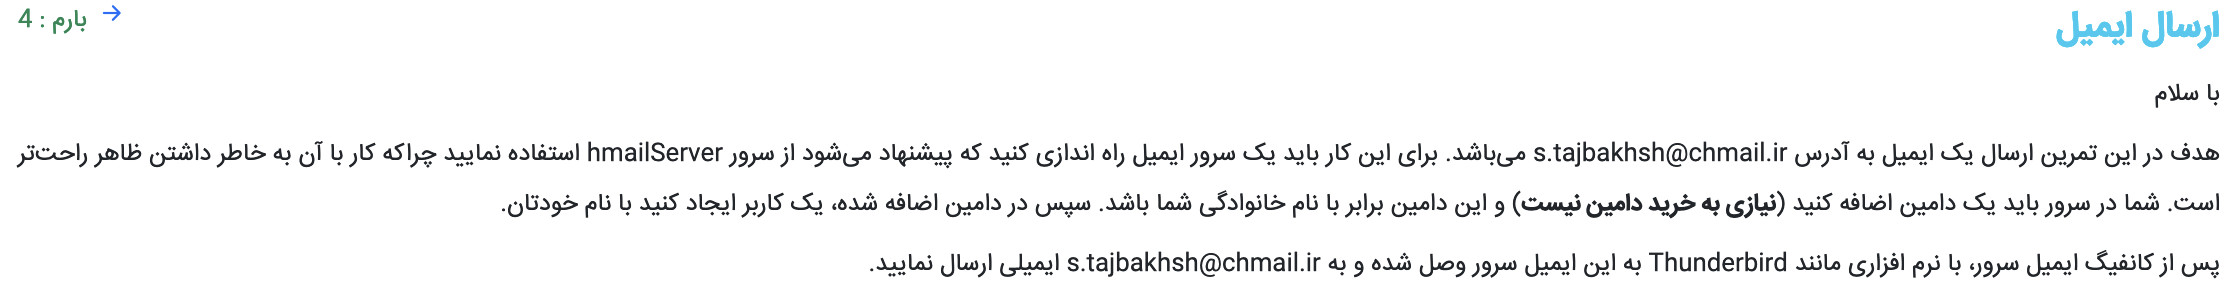 ارسال ایمیل
بارم : 4
با سلام
هدف در این تمرین ارسال یک ایمیل به آدرس s.tajbakhsh@chmail.ir می‌باشد. برای این کار باید یک سرور ایمیل راه اندازی کنید که پیشنهاد می‌شود از سرور hmailServer استفاده نمایید چراکه کار با آن به خاطر داشتن ظاهر راحت‌تر
است. شما در سرور باید یک دامین اضافه کنید (نیازی به خرید دامین نیست) و این دامین برابر با نام خانوادگی شما باشد. سپس در دامین اضافه شده، یک کاربر ایجاد کنید با نام خودتان.
پس از کانفیگ ایمیل سرور، با نرم افزاری مانند Thunderbird به این ایمیل سرور وصل شده و به s.tajbakhsh@chmail.ir ایمیلی ارسال نمایید.